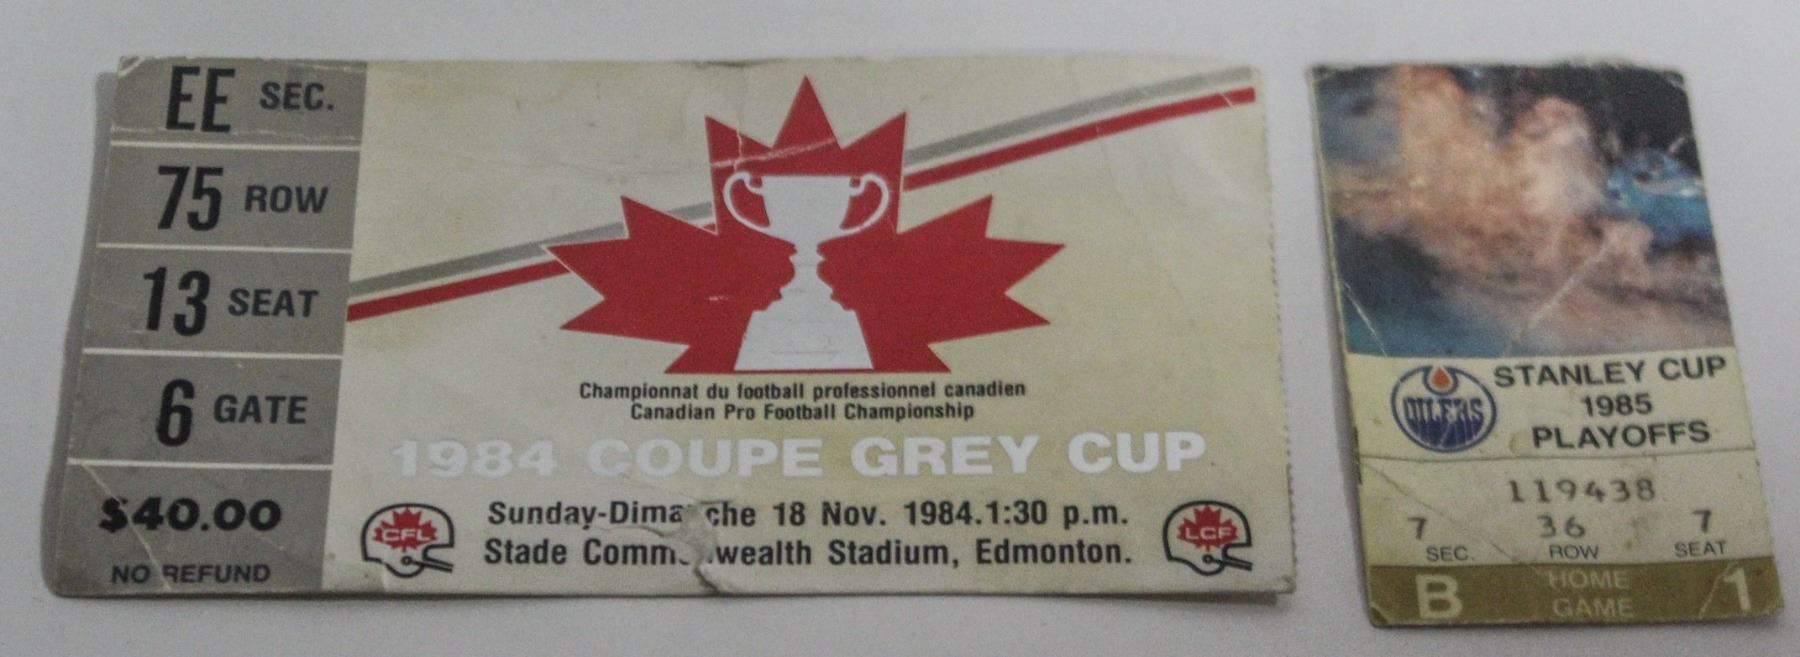 EE SEC.
75 ROW
13 SEAT
6 GATE
$40.00
NO REFUND
Championnat du football professionnel canadien
Canadian Pro Football Championship
1984 COUPE GREY CUP
CFL
Sunday-Dimanche 18 Nov. 1984.1:30 p.m.
Stade Commonwealth Stadium, Edmonton.
LCF
OILERS
STANLEY CUP
1985
PLAYOFFS
119438
7 36 7
SEC. ROW SEAT
B HOME 1
GAME